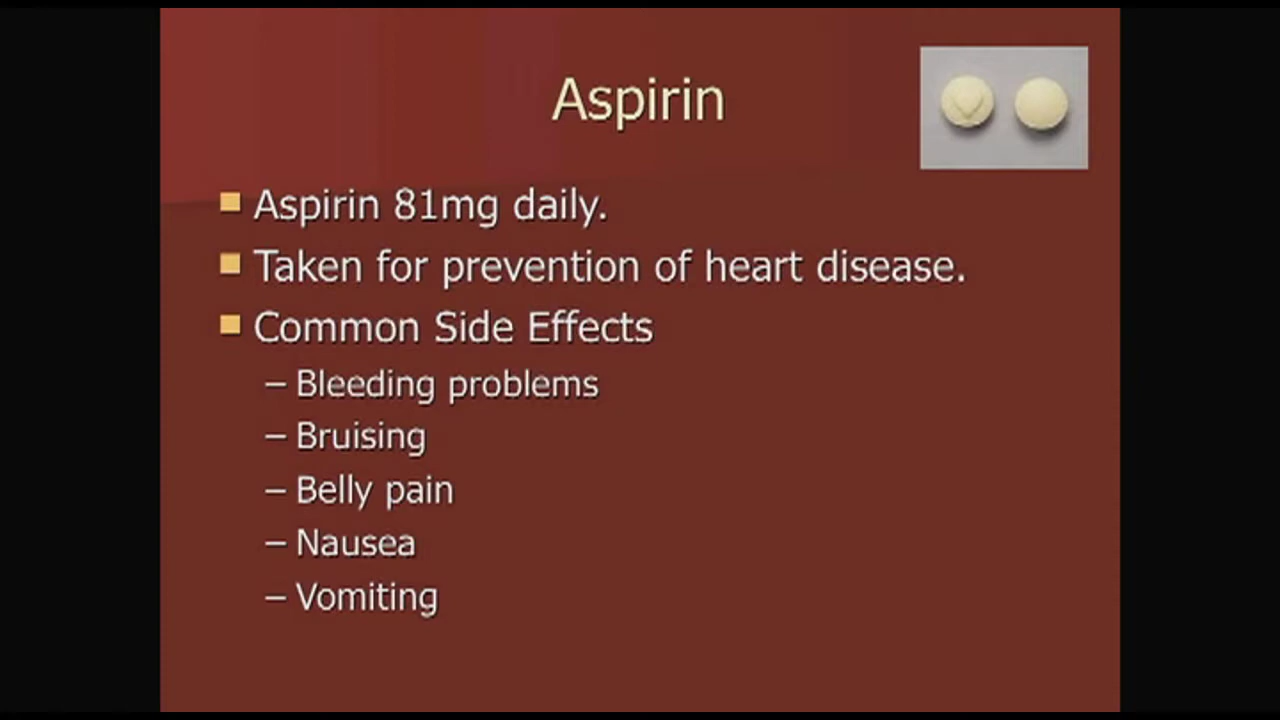 Aspirin
Aspirin 81mg daily.
Taken for prevention of heart disease.
Common Side Effects
– Bleeding problems
– Bruising
– Belly pain
– Nausea
– Vomiting